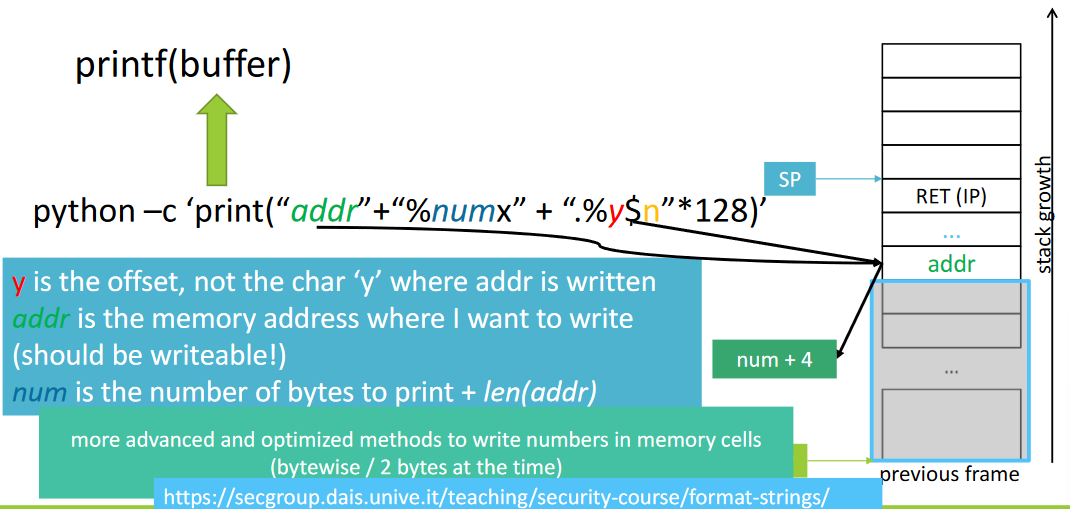 printf(buffer)
python –c ‘print(“addr”+“%numx” + “.%y$n”*128)’
y is the offset, not the char ‘y’ where addr is written
addr is the memory address where I want to write
(should be writeable!)
num is the number of bytes to print + len(addr)
more advanced and optimized methods to write numbers in memory cells
(bytewise / 2 bytes at the time)
https://secgroup.dais.unive.it/teaching/security-course/format-strings/
SP
RET (IP)
...
addr
num + 4
...
previous frame
stack growth